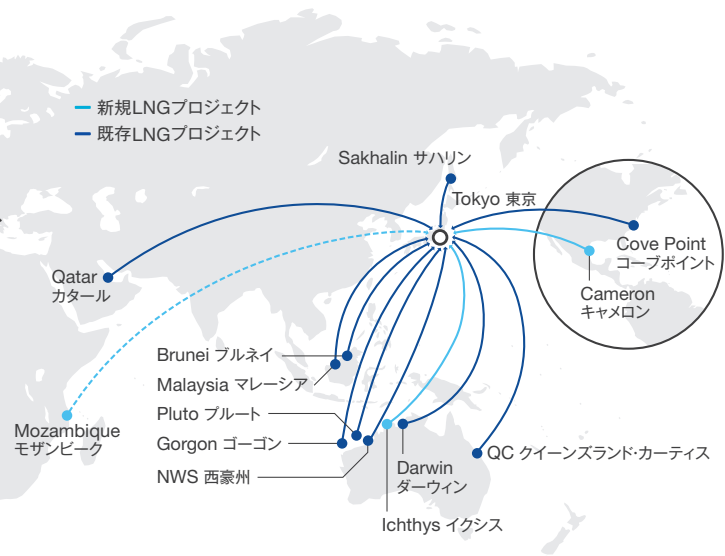 新規LNGプロジェクト
既存LNGプロジェクト
Sakhalin サハリン
Tokyo 東京
Cove Point
コーブポイント
Qatar
カタール
Cameron
キャメロン
Brunei ブルネイ
Malaysia マレーシア
Pluto プルート
Mozambique
モザンビーク
Gorgon ゴーゴン
NWS 西豪州
QC クイーンズランド・カーティス
Darwin
ダーウィン
Ichthys イクシス